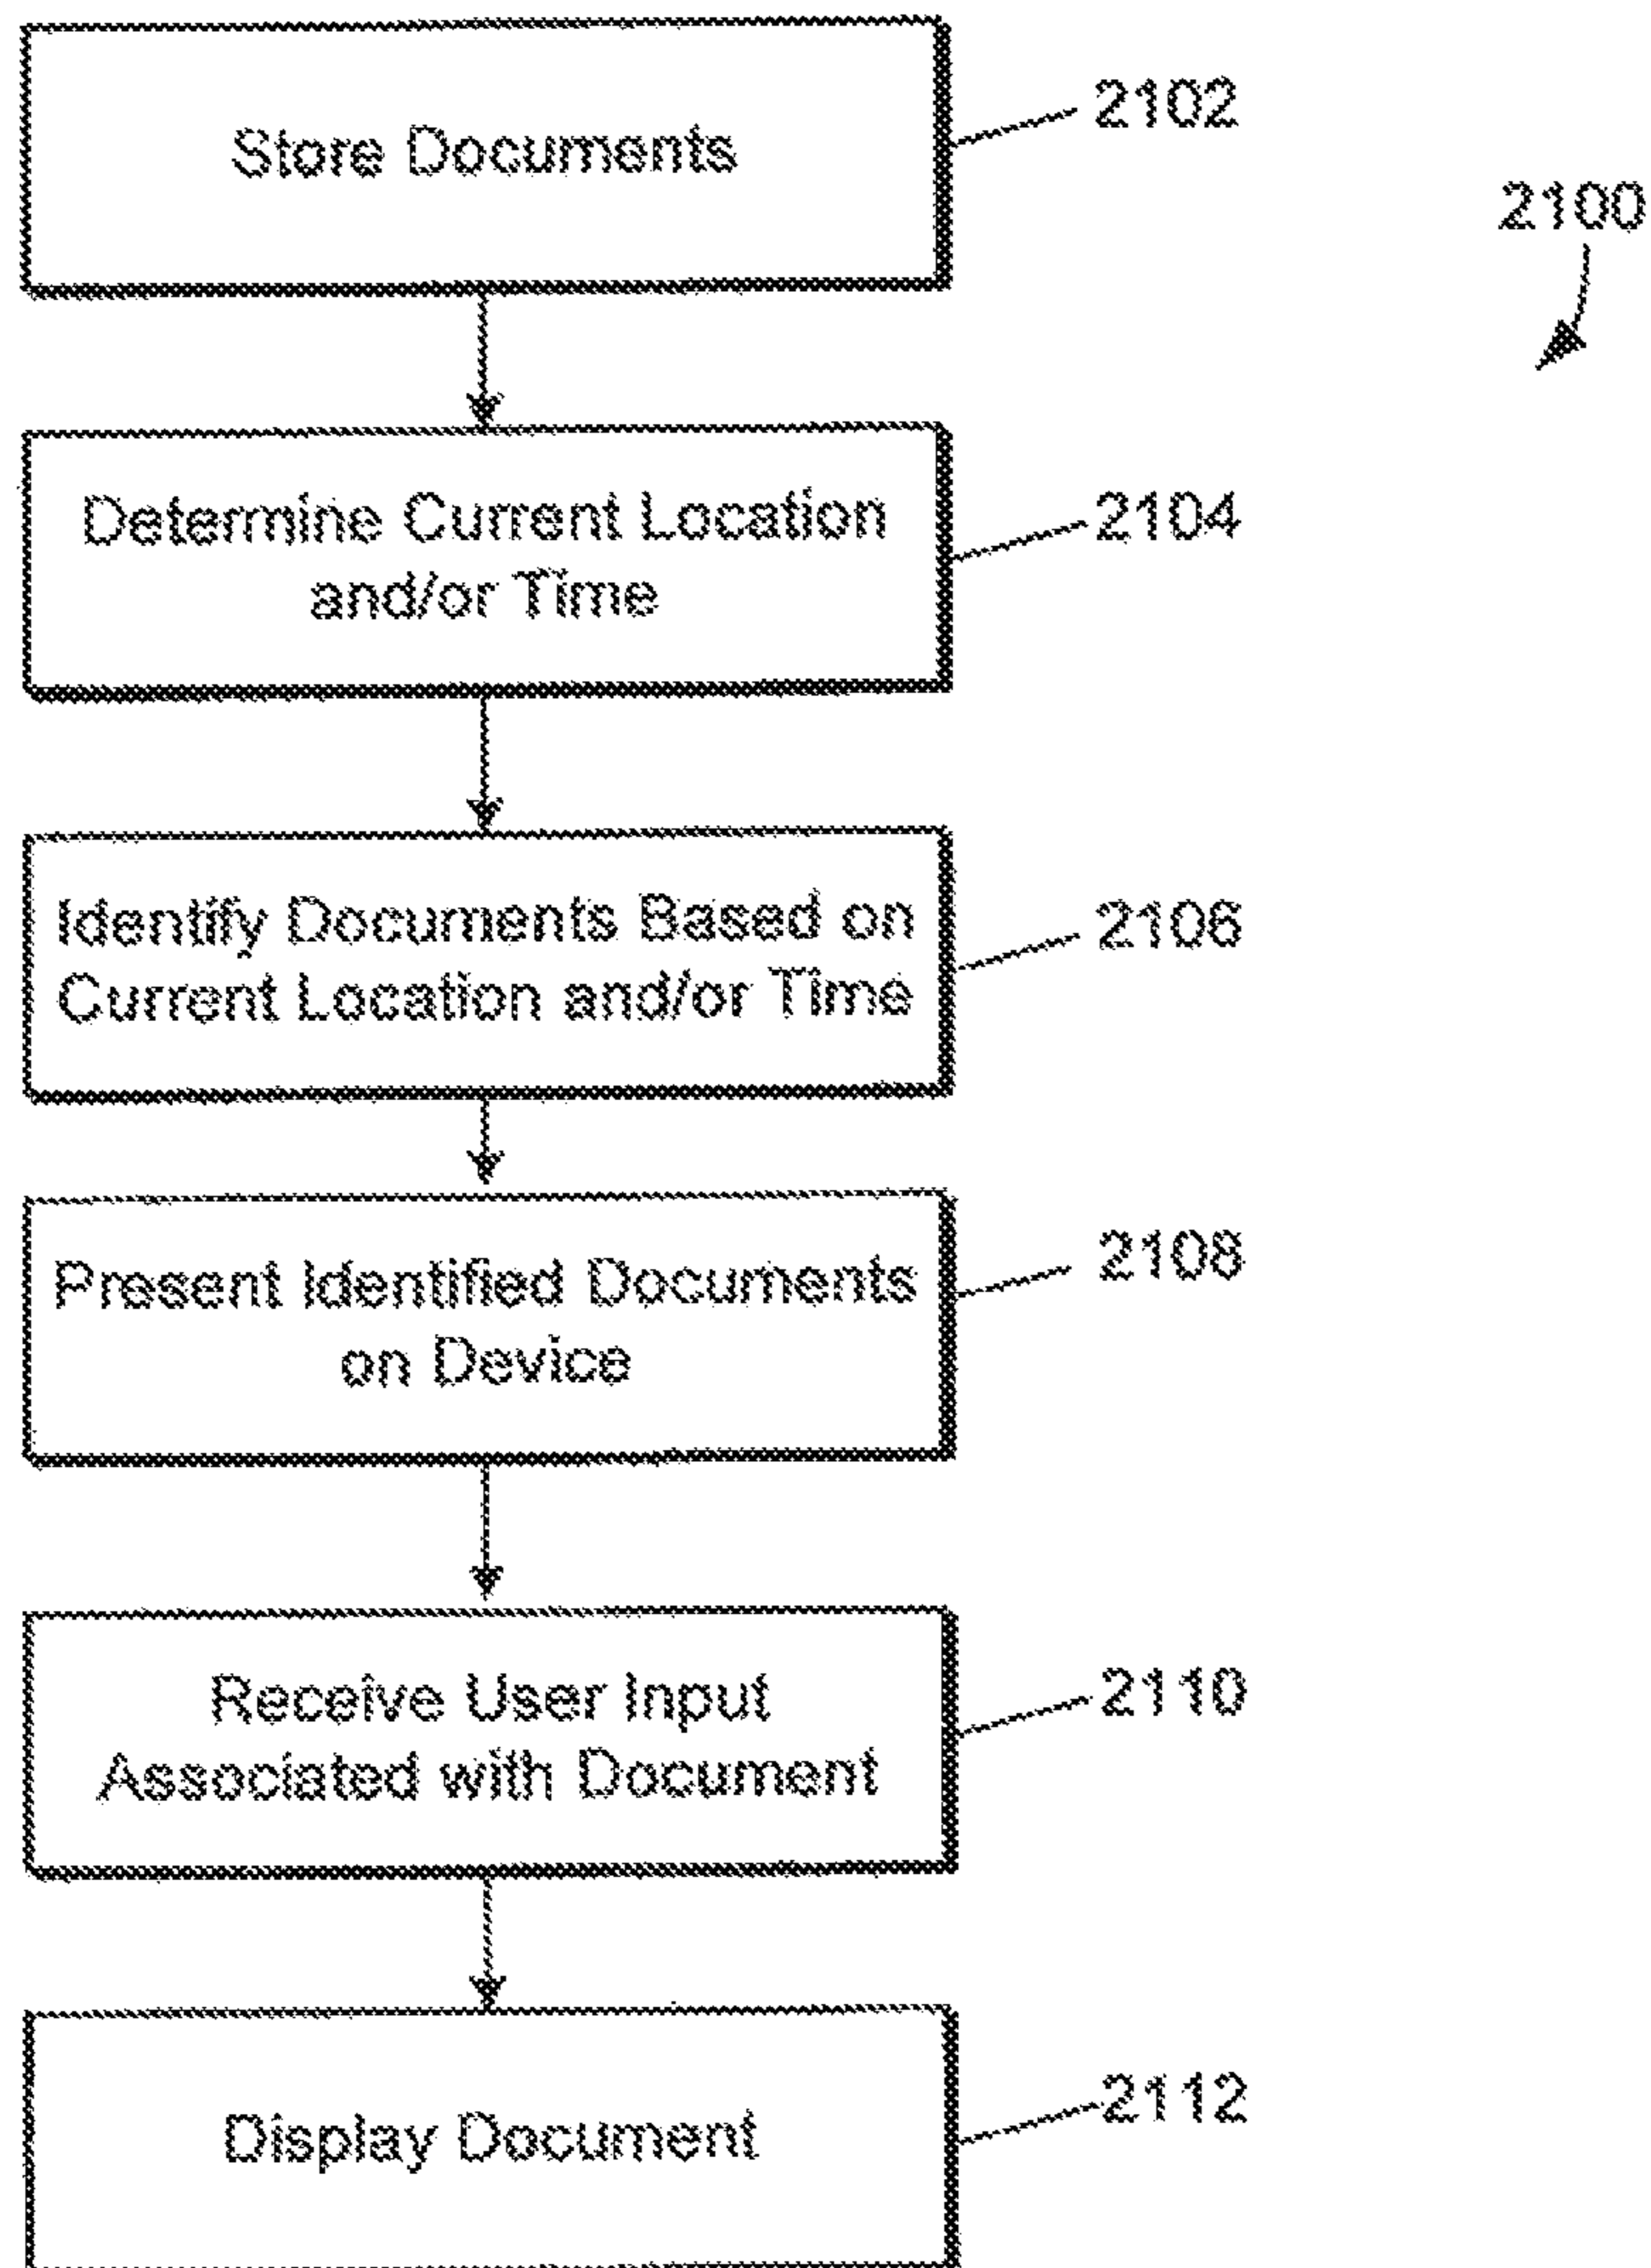 Store Documents
2102
2100
Determine Current Location
and/or Time
2104
Identify Documents Based on
Current Location and/or Time
2106
Present Identified Documents
on Device
2108
Receive User Input
Associated with Document
2110
Display Document
2112